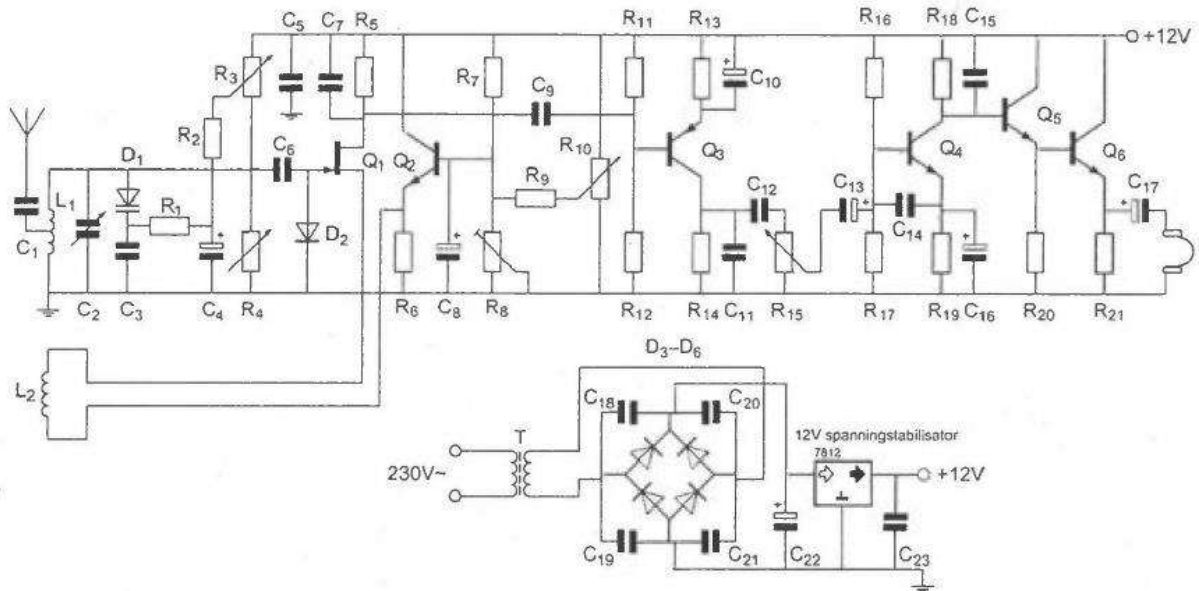 C5 C7 R5 R11 R13 R16 R18 C15
+12V
R3 R7 C9 C10
R2 Q5
D1 C6 Q1 Q2 R10 Q3 Q4 Q6
R9 C12 C13 C17
L1 R1 + + + +
C1 D2 C14
C2 C3 C4 R4 R6 C8 R8 R12 R14 C11 R15 R17 R19 C16 R20 R21
D3–D6
L2
C18 C20
T 12V spanningstabilisator
7812
230V~ +12V
+
C19 C21 C22 C23